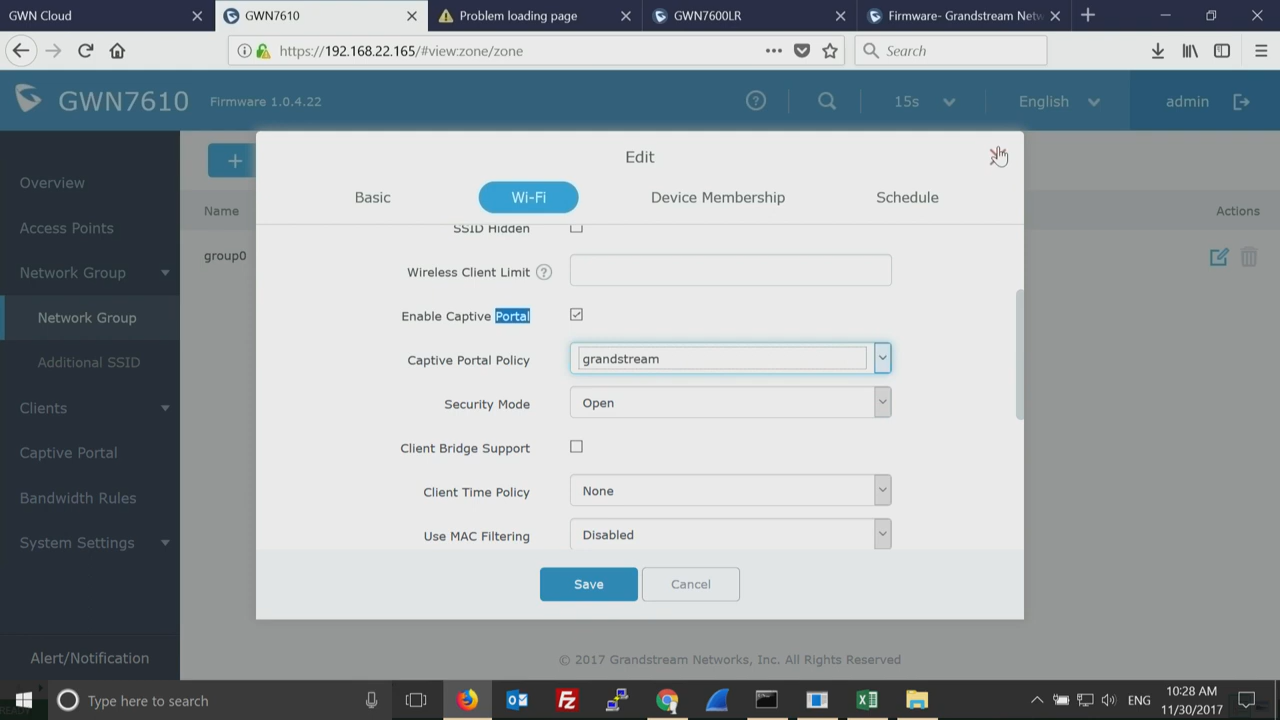 GWN Cloud
GWN7610
Problem loading page
GWN7600LR
Firmware- Grandstream Netw
https://192.168.22.165/#view:zone/zone
Search
GWN7610
Firmware 1.0.4.22
15s
English
admin
Overview
Access Points
Network Group
Network Group
Additional SSID
Clients
Captive Portal
Bandwidth Rules
System Settings
Alert/Notification
Name
Actions
group0
Edit
Basic
Wi-Fi
Device Membership
Schedule
SSID Hidden
Wireless Client Limit
Enable Captive Portal
Captive Portal Policy
grandstream
Security Mode
Open
Client Bridge Support
Client Time Policy
None
Use MAC Filtering
Disabled
Save
Cancel
© 2017 Grandstream Networks, Inc. All Rights Reserved
Type here to search
ENG
10:28 AM
11/30/2017